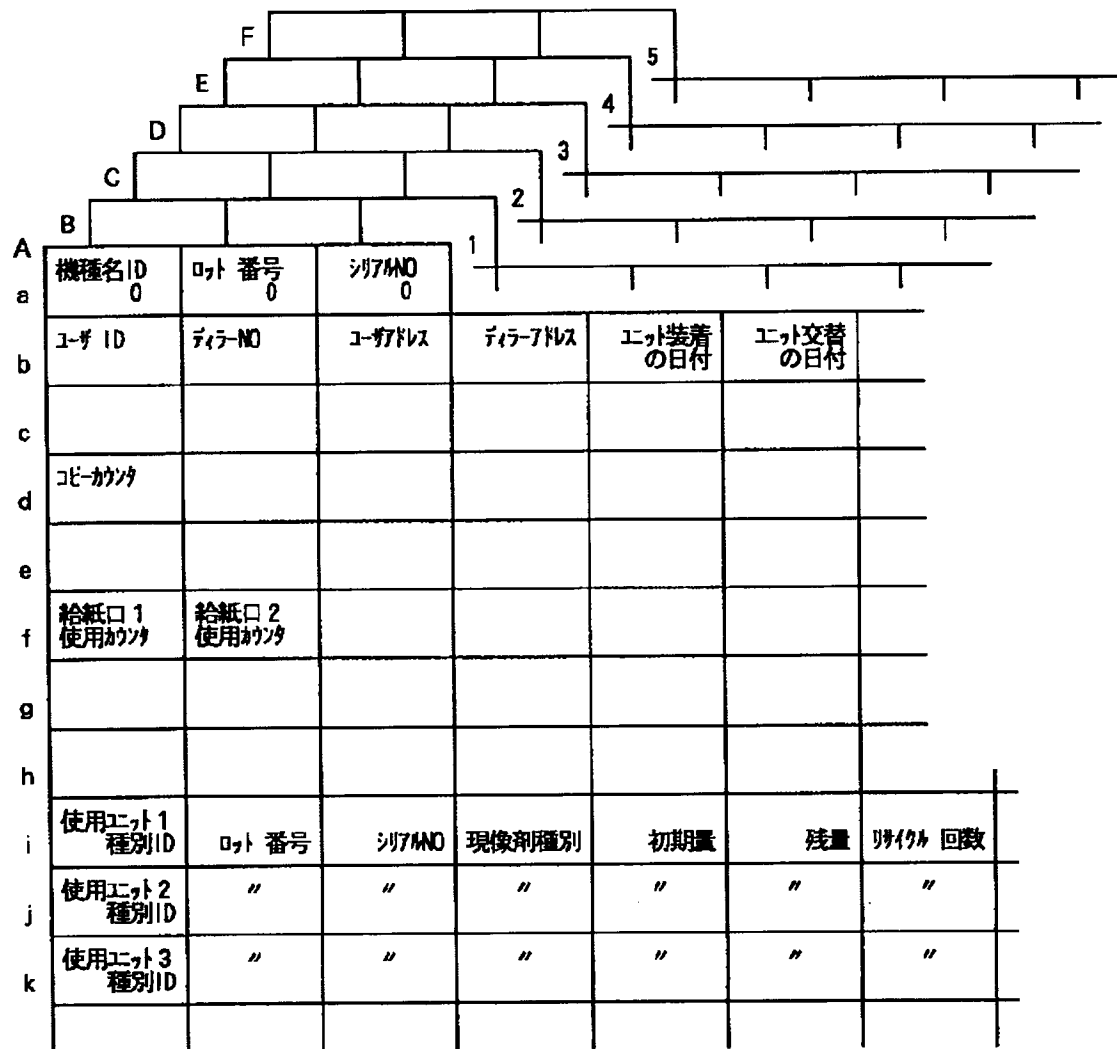 F
5
E
4
D
3
C
2
B
1
A
機種名ID ロット 番号 シリアルNO
a 0 0 0
ユーザ ID ディラーNO ユーザアドレス ディラーアドレス ユニット装着 ユニット交替
b の日付 の日付
c
コピーカウンタ
d
e
給紙口 1 給紙口 2
f 使用カウンタ 使用カウンタ
g
h
使用ユニット 1
i 種別ID ロット 番号 シリアルNO 現像剤種別 初期量 残量 リサイクル 回数
使用ユニット 2 〃 〃 〃 〃 〃 〃
j 種別ID
使用ユニット 3 〃 〃 〃 〃 〃 〃
k 種別ID